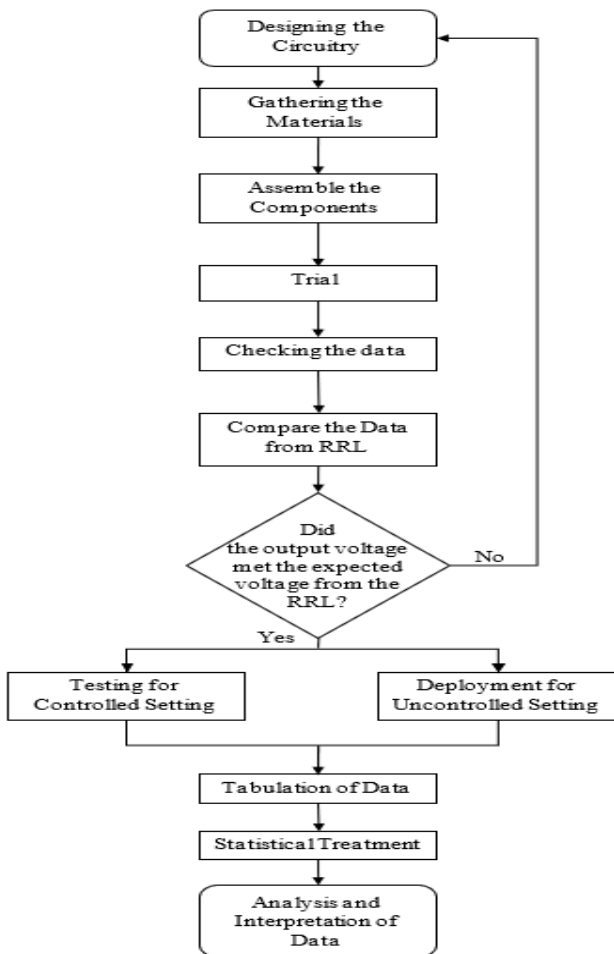 Designing the
Circuitry
Gathering the
Materials
Assemble the
Components
Trial
Checking the data
Compare the Data
from RRL
Did
the output voltage
met the expected
voltage from the
RRL?
No
Yes
Testing for
Controlled Setting
Deployment for
Uncontrolled Setting
Tabulation of Data
Statistical Treatment
Analysis and
Interpretation of
Data